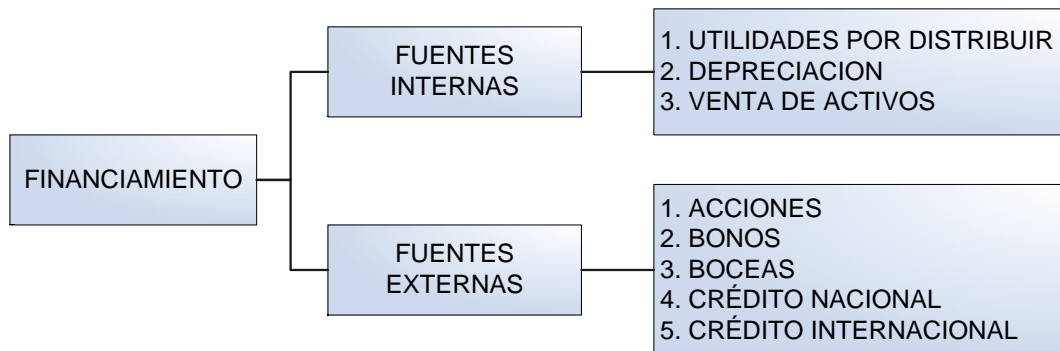 FINANCIAMIENTO
FUENTES
INTERNAS
1. UTILIDADES POR DISTRIBUIR
2. DEPRECIACION
3. VENTA DE ACTIVOS
FUENTES
EXTERNAS
1. ACCIONES
2. BONOS
3. BOCEAS
4. CRÉDITO NACIONAL
5. CRÉDITO INTERNACIONAL